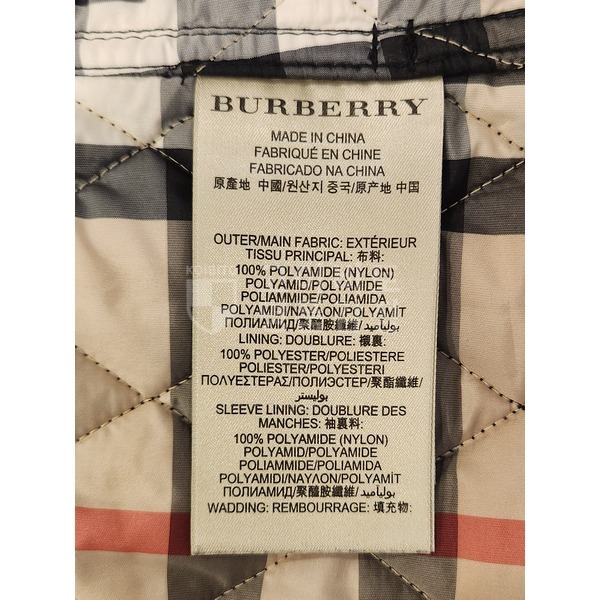 BURBERRY
MADE IN CHINA
FABRIQUÉ EN CHINE
FABRICADO NA CHINA
原產地 中國/원산지 중국/原产地 中国
OUTER/MAIN FABRIC: EXTÉRIEUR
TISSU PRINCIPAL: 布料:
100% POLYAMIDE (NYLON)
POLYAMID/POLYAMIDE
POLIAMMIDE/POLIAMIDA
POLYAMIDI/ΝΑΥΛΟΝ/POLYAMİT
ПОЛИАМИД/聚醯胺纖維/بوليآميد
LINING: DOUBLURE: 襯裏:
100% POLYESTER/POLIESTERE
POLIESTER/POLYESTERI
ΠΟΛΥΕΣΤΕΡΑΣ/ПОЛИЭСТЕР/聚酯纖維/
بوليستر
SLEEVE LINING: DOUBLURE DES
MANCHES: 袖裏料:
100% POLYAMIDE (NYLON)
POLYAMID/POLYAMIDE
POLIAMMIDE/POLIAMIDA
POLYAMIDI/ΝΑΥΛΟΝ/POLYAMİT
ПОЛИАМИД/聚醯胺纖維/بوليآميد
WADDING: REMBOURRAGE: 填充物: